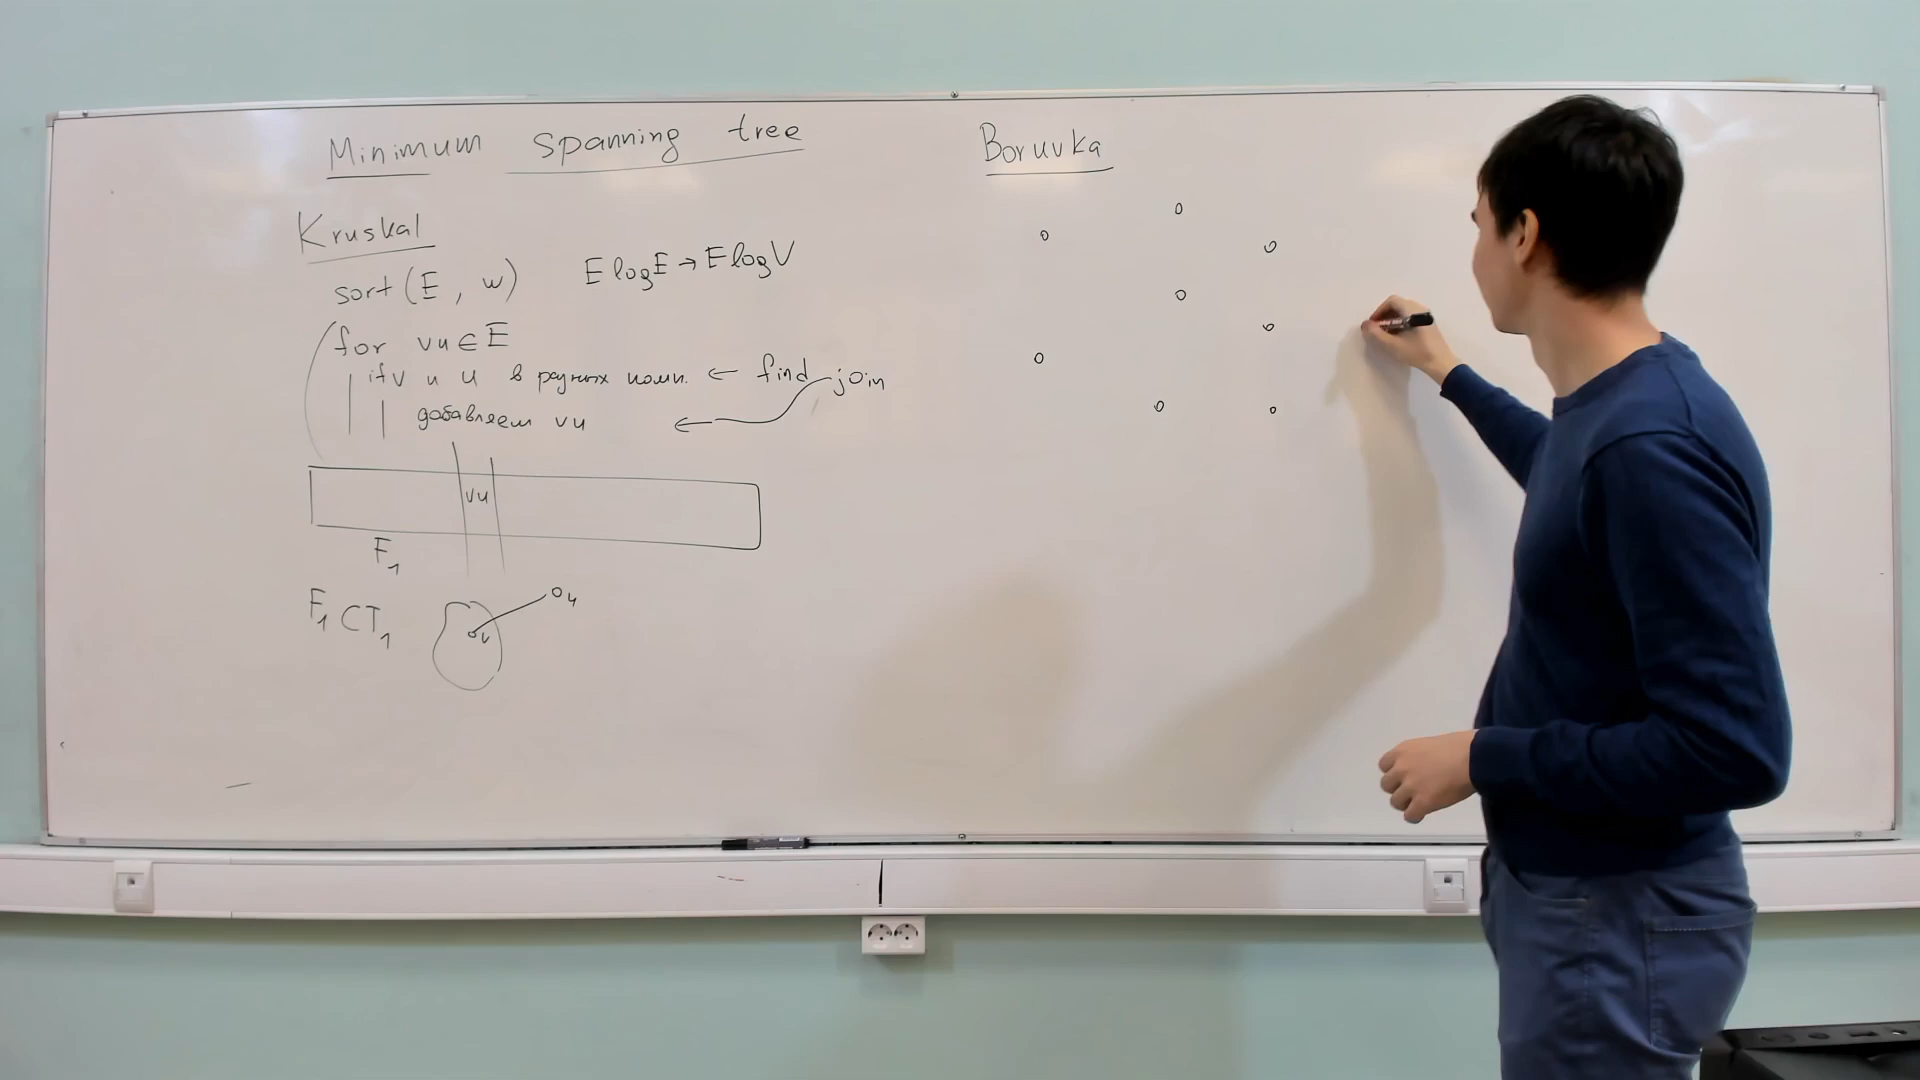 Minimum spanning tree
Kruskal
sort (E, w) E log E → E log V
for vu ∈ E
if v и u в разных комп. ← find join
добавляем vu ←
vu
F₁
F₁ ⊂ T₁
u
v
Boruvka